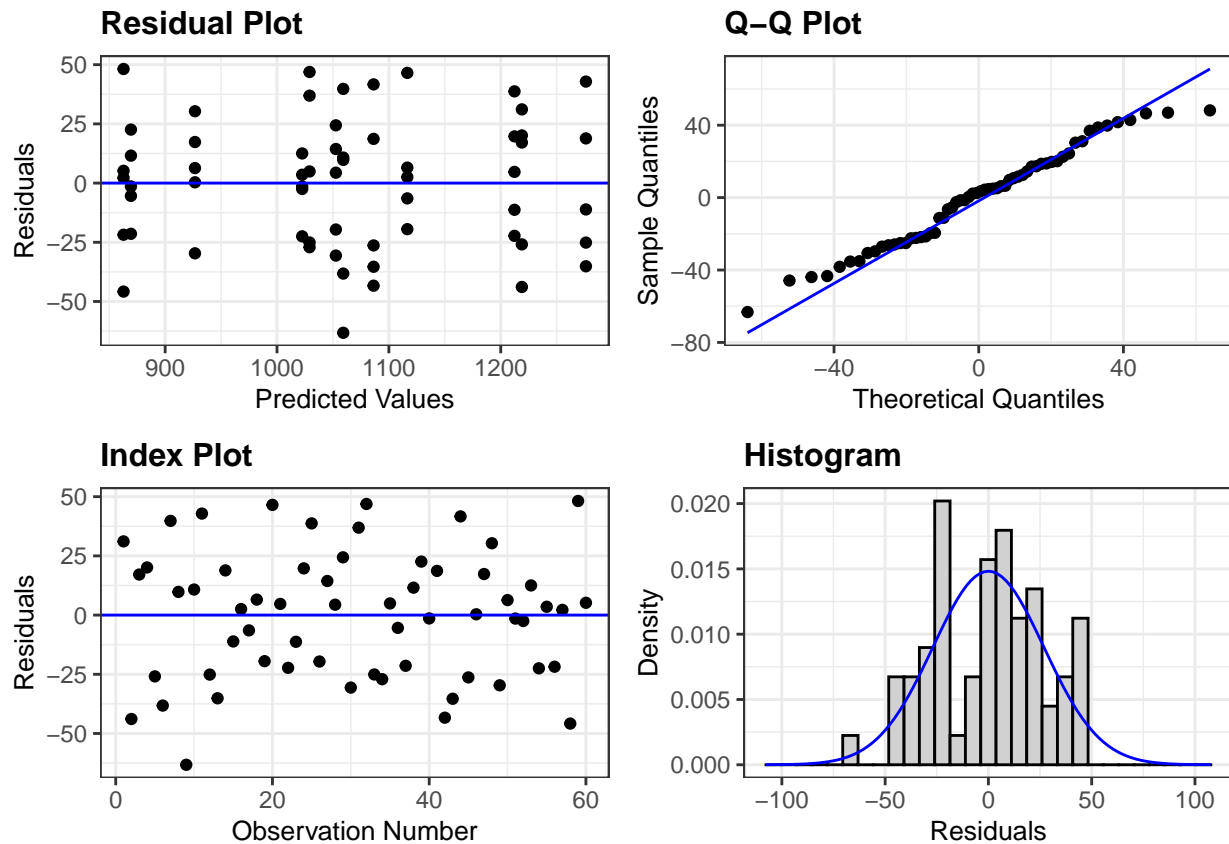 Residual Plot
50
25
0
−25
−50
Residuals
900
1000
1100
1200
Predicted Values
Q−Q Plot
40
0
−40
−80
Sample Quantiles
−40
0
40
Theoretical Quantiles
Index Plot
50
25
0
−25
−50
Residuals
0
20
40
60
Observation Number
Histogram
0.020
0.015
0.010
0.005
0.000
Density
−100
−50
0
50
100
Residuals